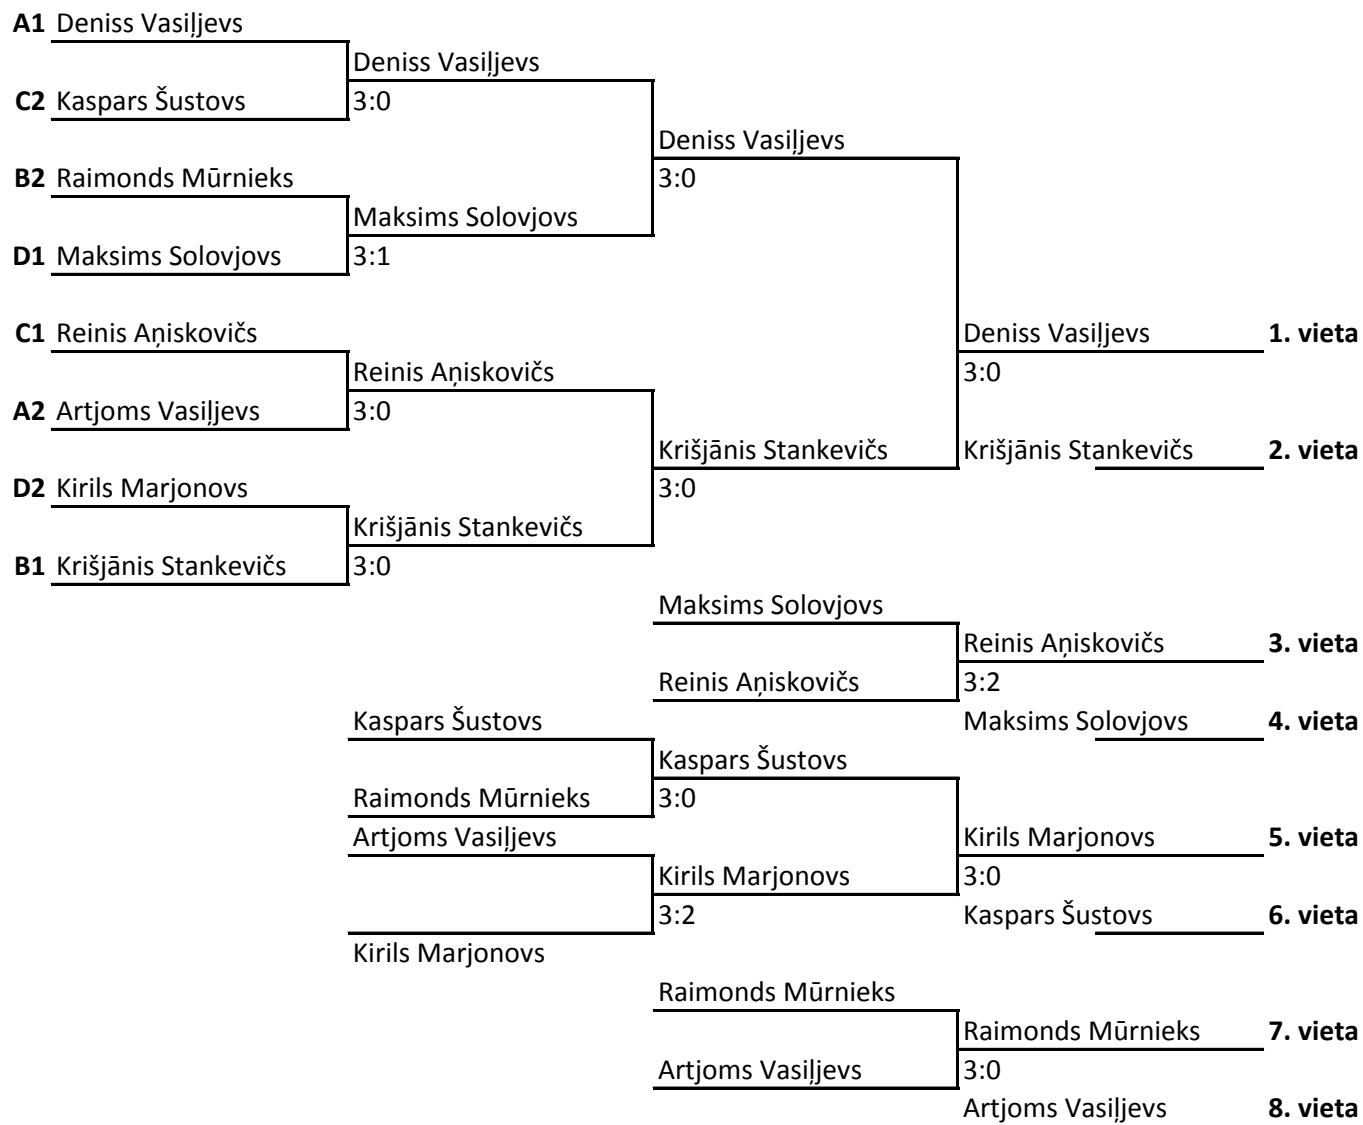 A1 Deniss Vasiļjevs
Deniss Vasiļjevs
C2 Kaspars Šustovs 3:0
Deniss Vasiļjevs
B2 Raimonds Mūrnieks 3:0
Maksims Solovjovs
D1 Maksims Solovjovs 3:1
C1 Reinis Aņiskovičs Deniss Vasiļjevs 1. vieta
Reinis Aņiskovičs 3:0
A2 Artjoms Vasiļjevs 3:0
Krišjānis Stankevičs Krišjānis Stankevičs 2. vieta
D2 Kirils Marjonovs 3:0
Krišjānis Stankevičs
B1 Krišjānis Stankevičs 3:0
Maksims Solovjovs
Reinis Aņiskovičs 3. vieta
Reinis Aņiskovičs 3:2
Kaspars Šustovs Maksims Solovjovs 4. vieta
Kaspars Šustovs
Raimonds Mūrnieks 3:0
Artjoms Vasiļjevs Kirils Marjonovs 5. vieta
Kirils Marjonovs 3:0
3:2 Kaspars Šustovs 6. vieta
Kirils Marjonovs
Raimonds Mūrnieks
Raimonds Mūrnieks 7. vieta
Artjoms Vasiļjevs 3:0
Artjoms Vasiļjevs 8. vieta